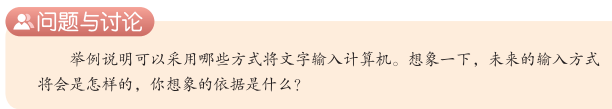 问题与讨论
举例说明可以采用哪些方式将文字输入计算机。想象一下，未来的输入方式
将会是怎样的，你想象的依据是什么？